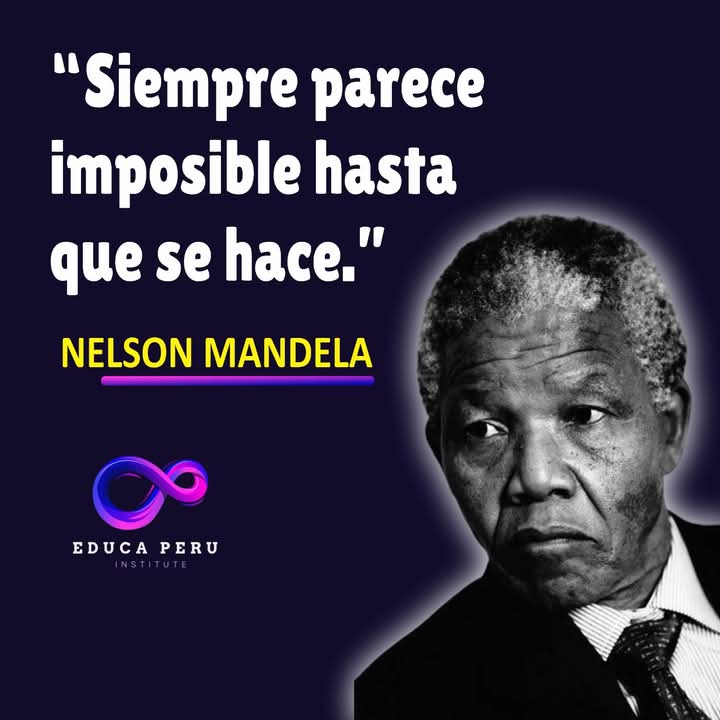 “Siempre parece
imposible hasta
que se hace.”
NELSON MANDELA
EDUCA PERU
INSTITUTE